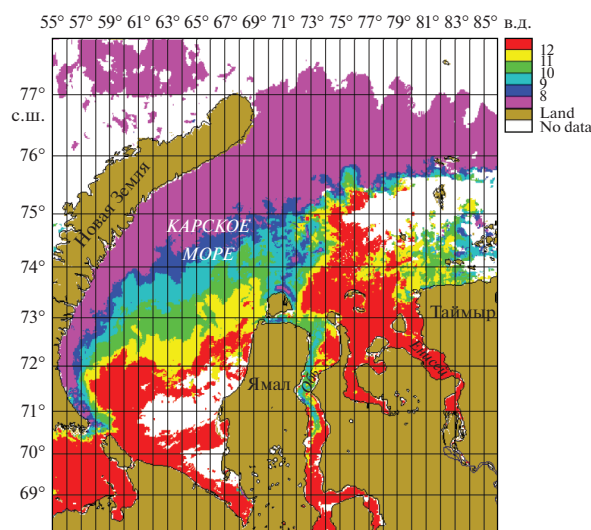 55° 57° 59° 61° 63° 65° 67° 69° 71° 73° 75° 77° 79° 81° 83° 85° в.д.
12
11
10
9
8
Land
No data
77°
с.ш.
76°
75°
74°
73°
72°
71°
70°
69°
Новая Земля
КАРСКОЕ
МОРЕ
Таймыр
Енисей
Ямал
Обь